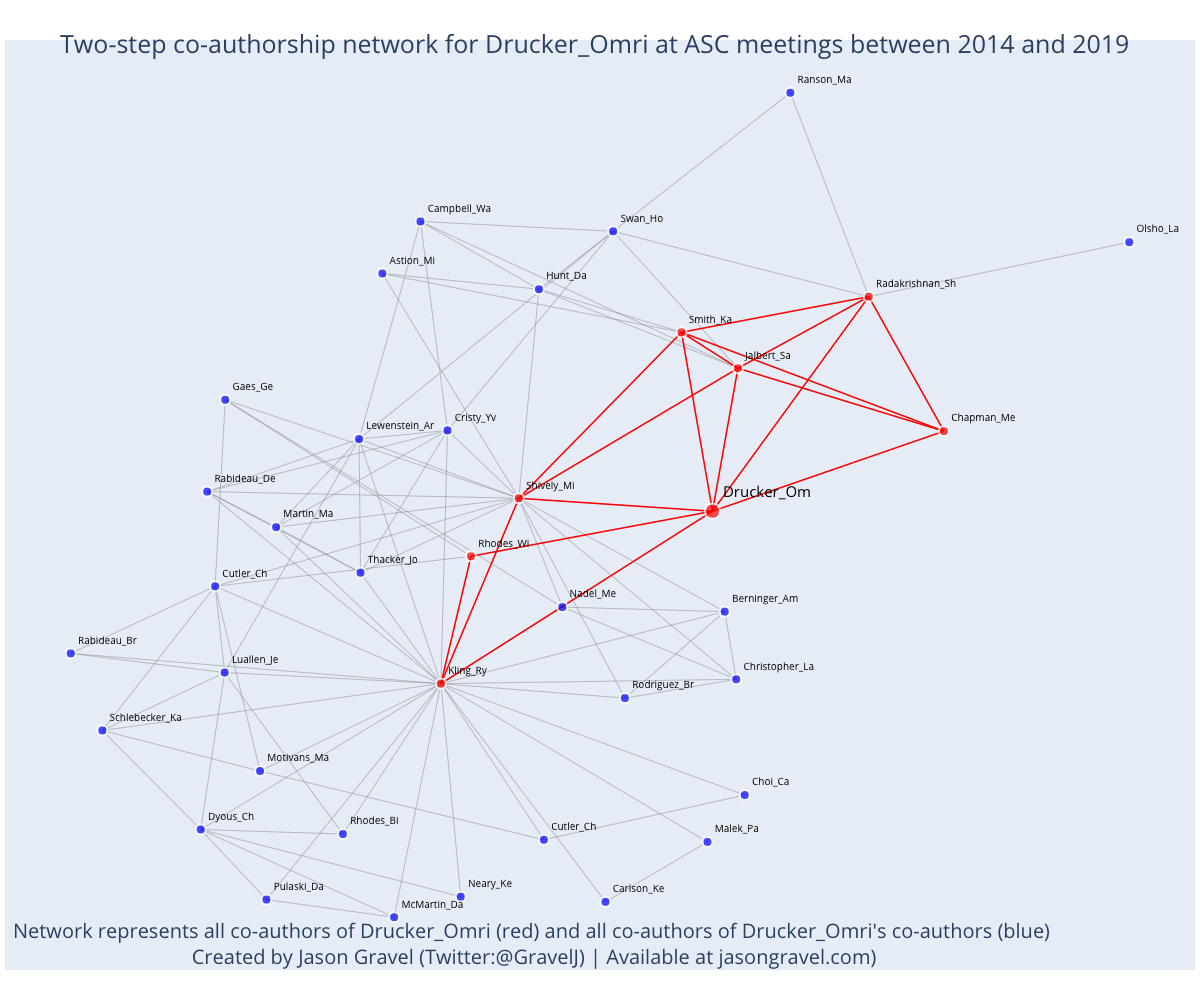 Two-step co-authorship network for Drucker_Omri at ASC meetings between 2014 and 2019
Ranson_Ma
Campbell_Wa
Swan_Ho
Olsho_La
Astion_Mi
Hunt_Da
Radakrishnan_Sh
Smith_Ka
Jalbert_Sa
Gaes_Ge
Cristy_Yv
Chapman_Me
Lewenstein_Ar
Rabideau_De
Shively_Mi
Drucker_Om
Martin_Ma
Rhodes_Wi
Thacker_Jo
Cutler_Ch
Nadel_Me
Berninger_Am
Rabideau_Br
Luallen_Je
Kling_Ry
Christopher_La
Rodriguez_Br
Schlebecker_Ka
Motivans_Ma
Choi_Ca
Dyous_Ch
Rhodes_Bi
Cutler_Ch
Malek_Pa
Pulaski_Da
Neary_Ke
Carlson_Ke
McMartin_Da
Network represents all co-authors of Drucker_Omri (red) and all co-authors of Drucker_Omri's co-authors (blue)
Created by Jason Gravel (Twitter:@GravelJ) | Available at jasongravel.com)